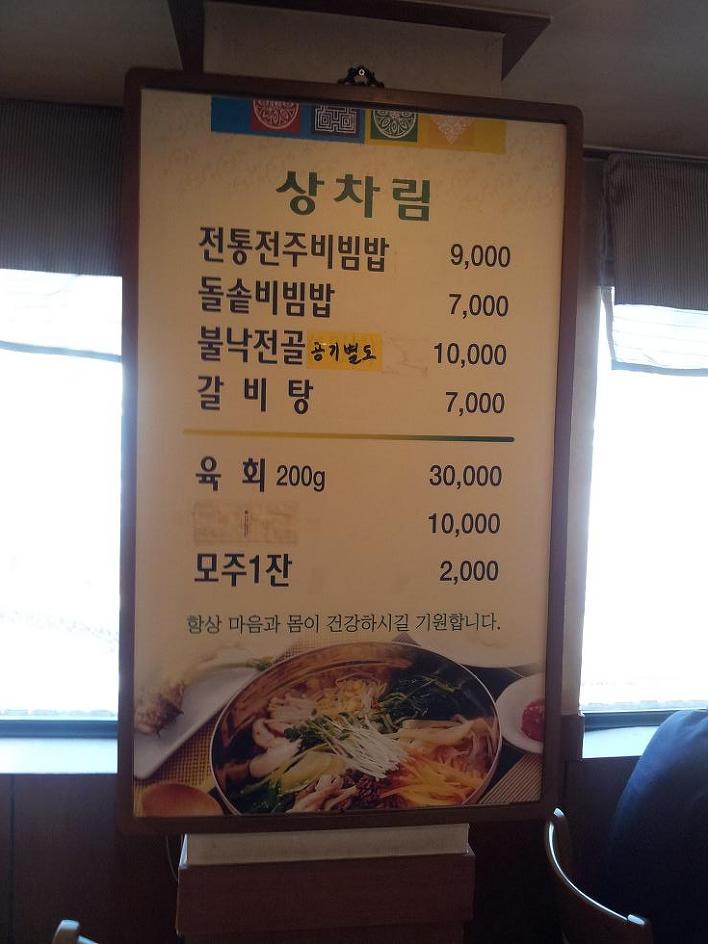 상차림
전통전주비빔밥 9,000
돌솥비빔밥 7,000
불낙전골 공기별도 10,000
갈비탕 7,000
육회 200g 30,000
10,000
모주1잔 2,000
항상 마음과 몸이 건강하시길 기원합니다.